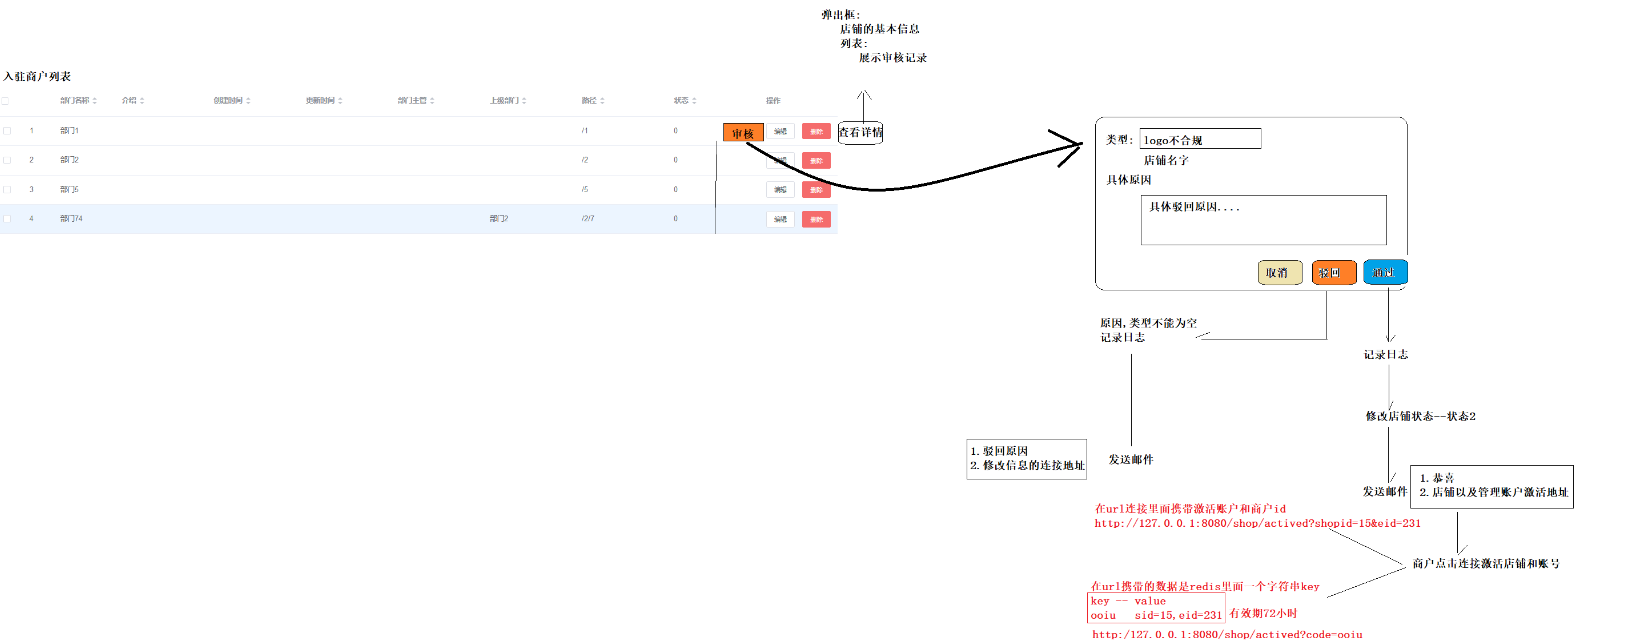 弹出框:
店铺的基本信息
列表:
展示审核记录
入驻商户列表
部门名称 介绍 创建时间 更新时间 部门主管 上级部门 路径 状态 操作
1 部门1 /1 0 审核 编辑 删除 查看详情
2 部门2 /2 0 编辑 删除
3 部门5 /5 0 编辑 删除
4 部门74 部门2 /2/7 0 编辑 删除
类型: logo不合规
店铺名字
具体原因
具体驳回原因....
取消 驳回 通过
原因,类型不能为空
记录日志
记录日志
修改店铺状态--状态2
1.驳回原因
2.修改信息的连接地址
发送邮件
发送邮件
1.恭喜
2.店铺以及管理账户激活地址
在url连接里面携带激活账户和商户id
http://127.0.0.1:8080/shop/actived?shopid=15&eid=231
商户点击连接激活店铺和账号
在url携带的数据是redis里面一个字符串key
key -- value
ooiu sid=15,eid=231 有效期72小时
http:/127.0.0.1:8080/shop/actived?code=ooiu